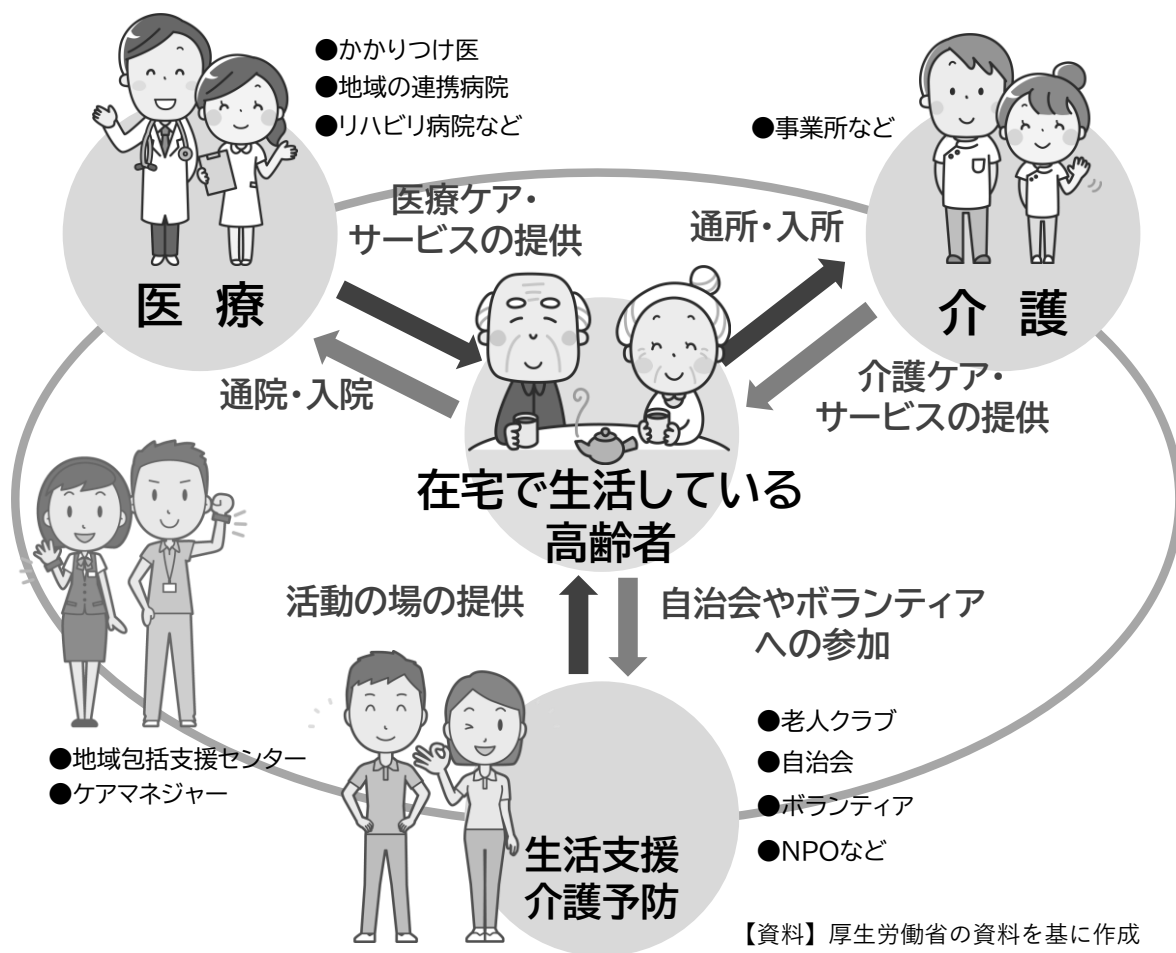 ●かかりつけ医
●地域の連携病院
●リハビリ病院など
●事業所など
医療ケア・
サービスの提供
通所・入所
医療
介護
通院・入院
介護ケア・
サービスの提供
在宅で生活している
高齢者
活動の場の提供
自治会やボランティア
への参加
●地域包括支援センター
●ケアマネジャー
●老人クラブ
●自治会
●ボランティア
●NPOなど
生活支援
介護予防
【資料】厚生労働省の資料を基に作成